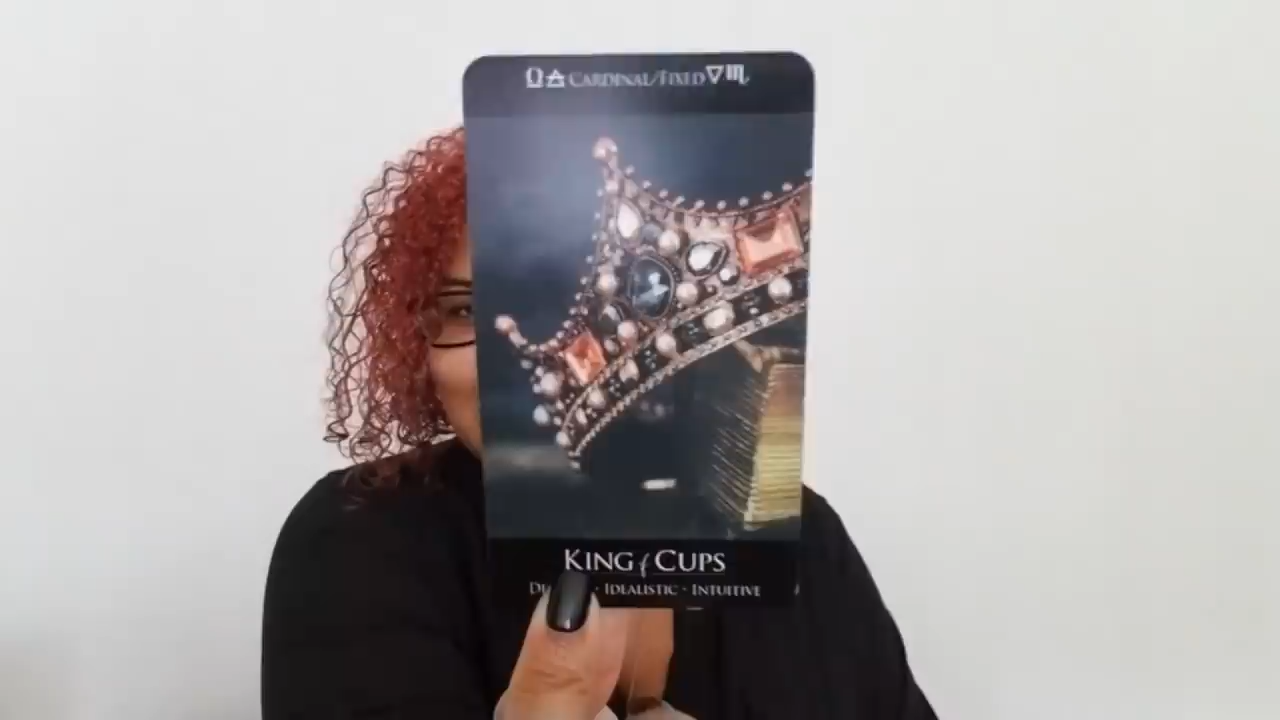 ♎🜁 CARDINAL/FIXED 🜄♏
KING of CUPS
· IDEALISTIC · INTUITIVE